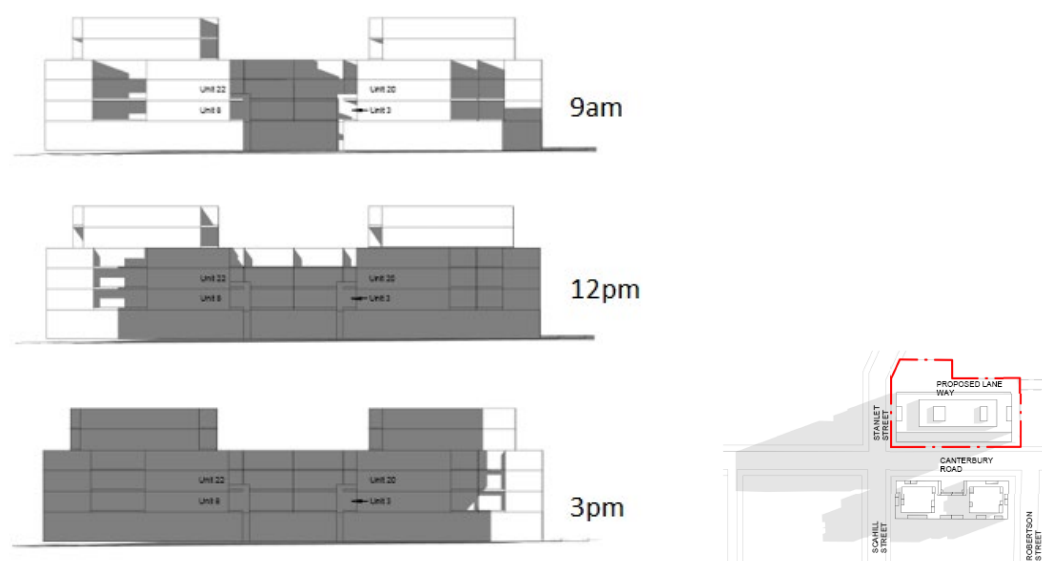 Unit 22
Unit 20
Unit 8
Unit 3
9am
Unit 22
Unit 20
Unit 8
Unit 3
12pm
Unit 22
Unit 20
Unit 8
Unit 3
3pm
PROPOSED LANE
WAY
STANLET
STREET
CANTERBURY
ROAD
SCAHILL
STREET
ROBERTSON
STREET